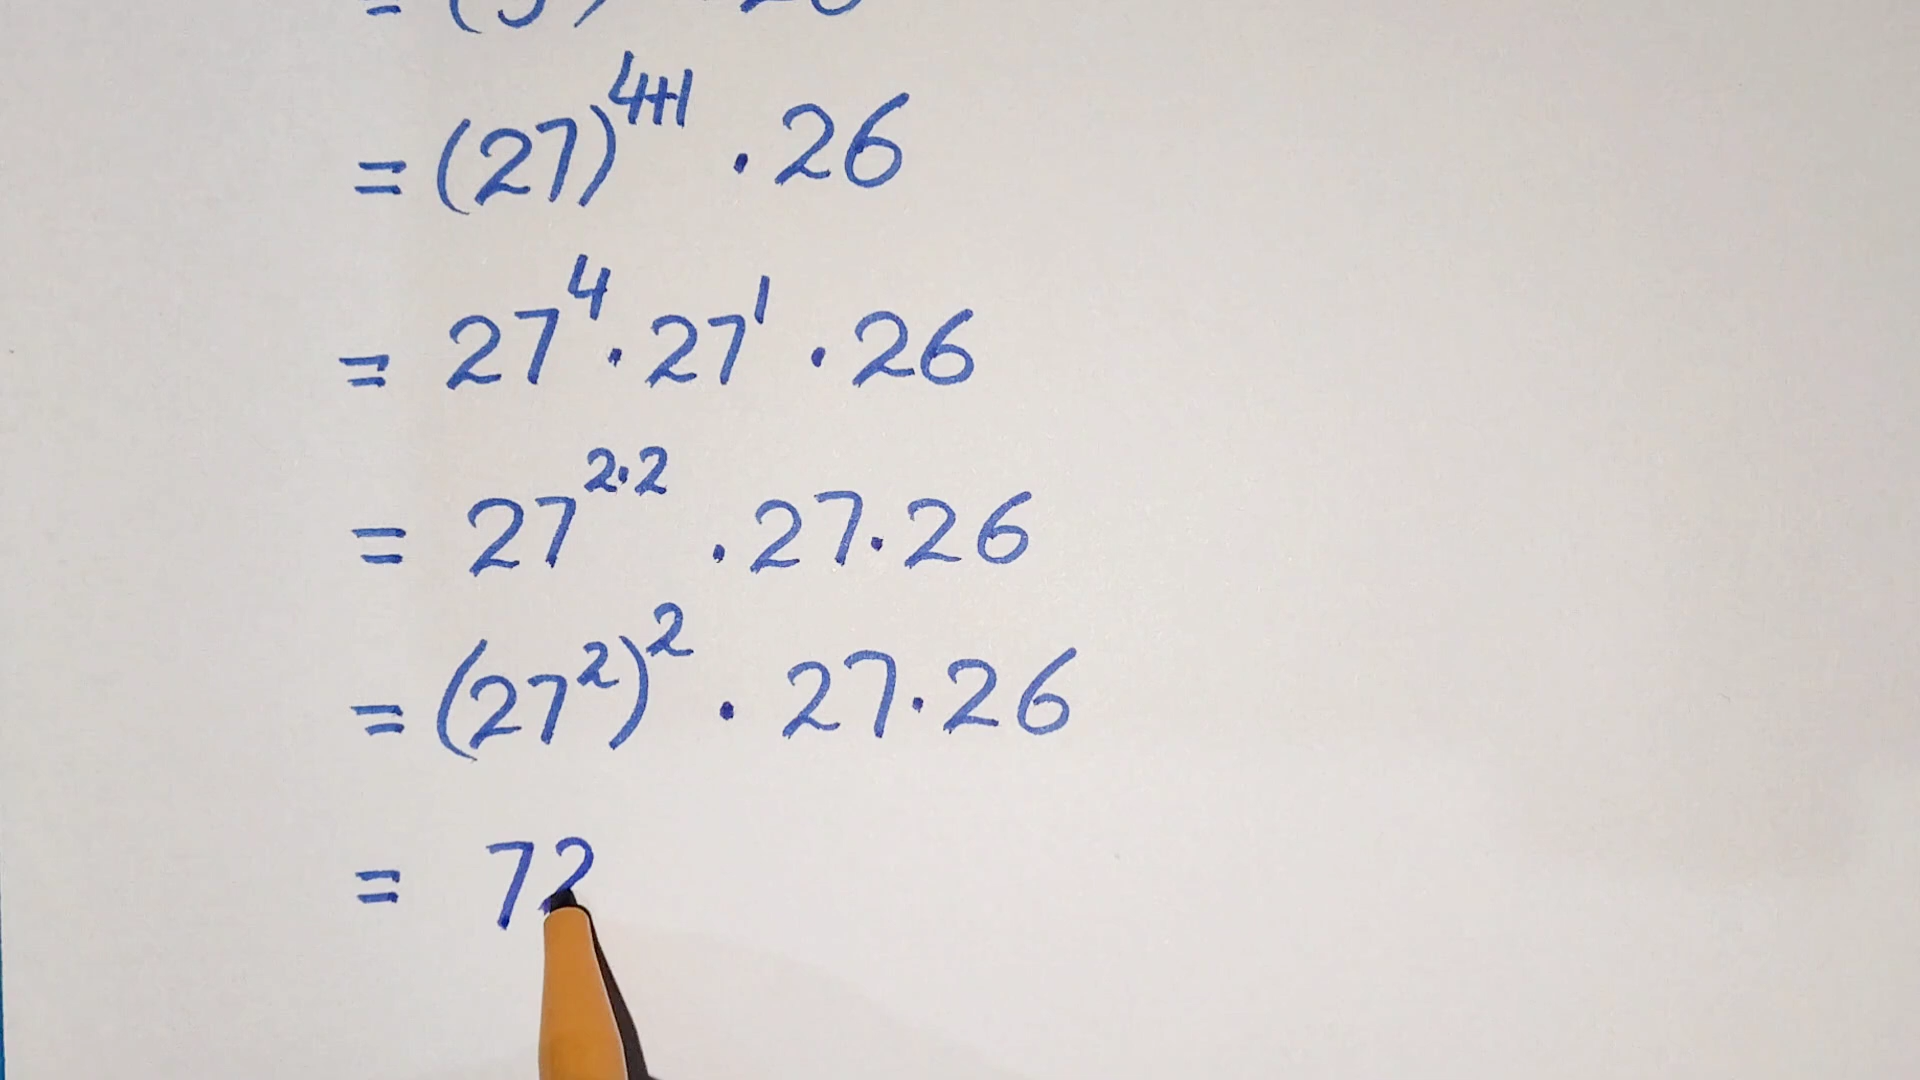 = (27)^{4+1} · 26
= 27^4 · 27^1 · 26
= 27^{2·2} · 27 · 26
= (27^2)^2 · 27 · 26
= 72